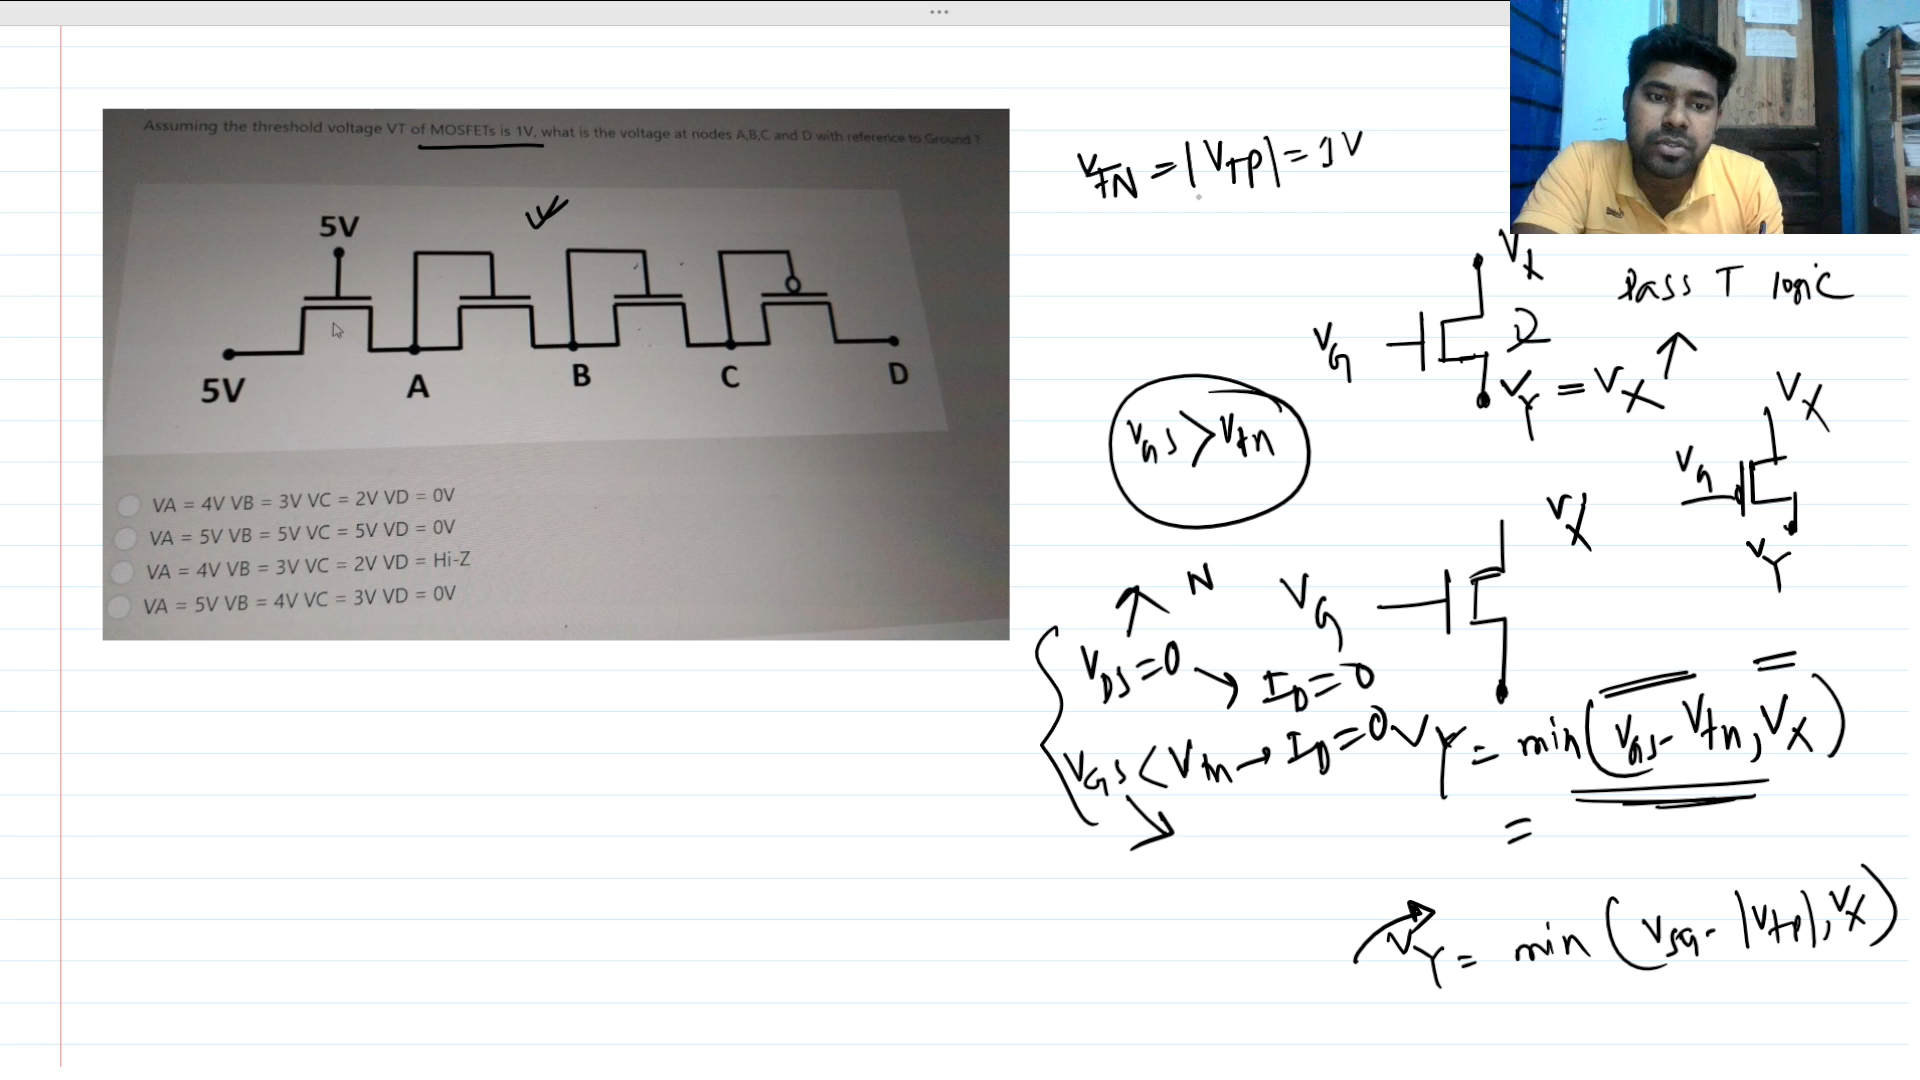 Assuming the threshold voltage VT of MOSFETs is 1V, what is the voltage at nodes A,B,C and D with reference to Ground ?
5V
5V
A
B
C
D
VA = 4V VB = 3V VC = 2V VD = 0V
VA = 5V VB = 5V VC = 5V VD = 0V
VA = 4V VB = 3V VC = 2V VD = Hi-Z
VA = 5V VB = 4V VC = 3V VD = 0V
VtN = |Vtp| = 1V
VX
Pass T logic
VG
D
VY = VX
VGS > Vtn
VX
VG
VY
VX
N
VG
VDS = 0 → ID = 0
VGS < Vtn → ID = 0
VY = min(VGS - Vtn, VX)
=
VY = min(VSG - |Vtp|, VX)